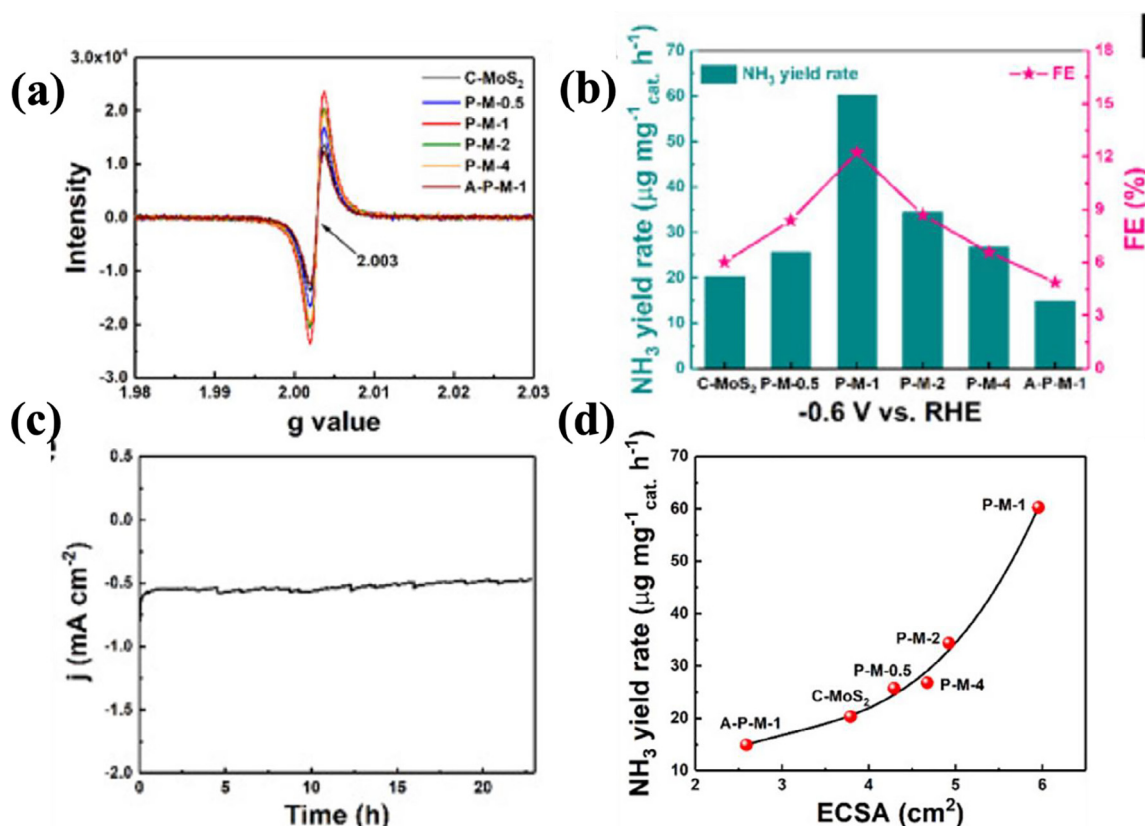 (a)
3.0x10⁴
2.0
1.0
0.0
-1.0
-2.0
-3.0
Intensity
C-MoS₂
P-M-0.5
P-M-1
P-M-2
P-M-4
A-P-M-1
2.003
1.98 1.99 2.00 2.01 2.02 2.03
g value
(b)
NH₃ yield rate (μg mg⁻¹cat. h⁻¹)
70
60
50
40
30
20
10
0
NH₃ yield rate
FE
18
15
12
9
6
3
0
FE (%)
C-MoS₂ P-M-0.5 P-M-1 P-M-2 P-M-4 A-P-M-1
-0.6 V vs. RHE
(c)
j (mA cm⁻²)
0.5
0.0
-0.5
-1.0
-1.5
-2.0
0 5 10 15 20
Time (h)
(d)
NH₃ yield rate (μg mg⁻¹cat. h⁻¹)
70
60
50
40
30
20
10
P-M-1
P-M-2
P-M-0.5
P-M-4
C-MoS₂
A-P-M-1
2 3 4 5 6
ECSA (cm²)